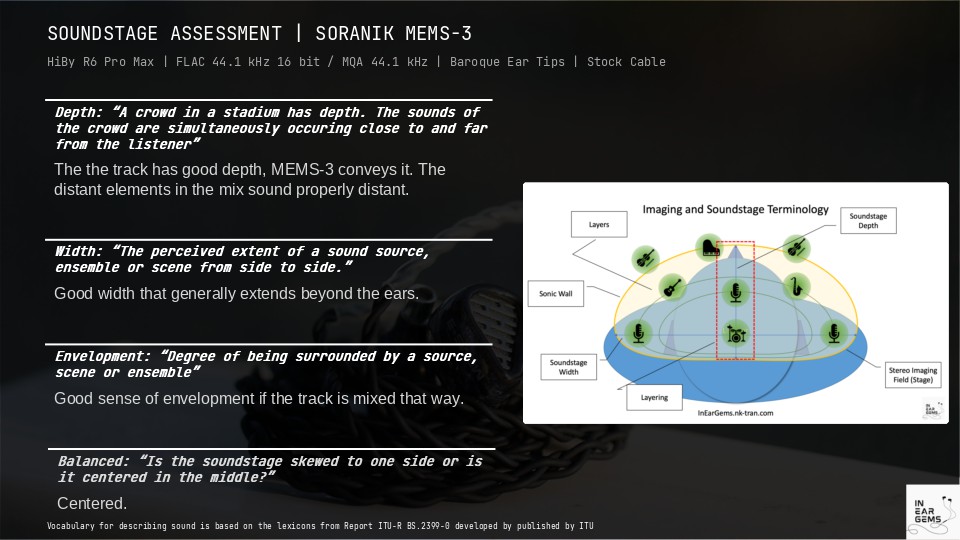 SOUNDSTAGE ASSESSMENT | SORANIK MEMS-3
HiBy R6 Pro Max | FLAC 44.1 kHz 16 bit / MQA 44.1 kHz | Baroque Ear Tips | Stock Cable
Depth: “A crowd in a stadium has depth. The sounds of
the crowd are simultaneously occuring close to and far
from the listener”
The the track has good depth, MEMS-3 conveys it. The
distant elements in the mix sound properly distant.
Width: “The perceived extent of a sound source,
ensemble or scene from side to side.”
Good width that generally extends beyond the ears.
Envelopment: “Degree of being surrounded by a source,
scene or ensemble”
Good sense of envelopment if the track is mixed that way.
Balanced: “Is the soundstage skewed to one side or is
it centered in the middle?”
Centered.
Vocabulary for describing sound is based on the lexicons from Report ITU-R BS.2399-0 developed by published by ITU
Imaging and Soundstage Terminology
Layers
Soundstage
Depth
Sonic Wall
Soundstage
Width
Layering
Stereo Imaging
Field (Stage)
InEarGems.nk-tran.com
IN
EAR
GEMS
IN
EAR
GEMS